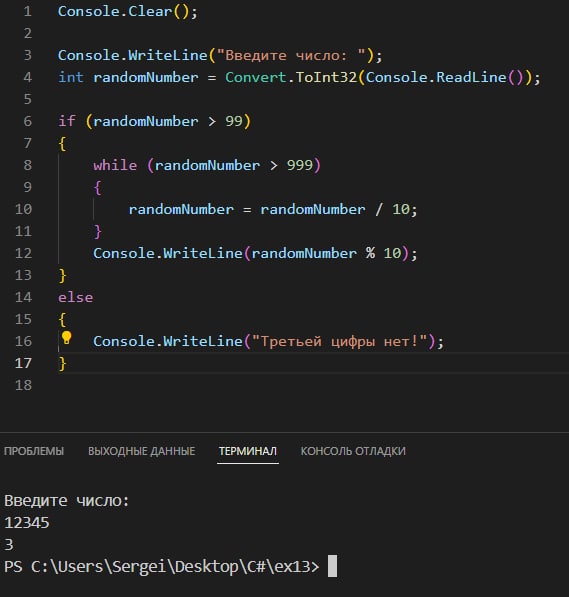 1 Console.Clear();
2
3 Console.WriteLine("Введите число: ");
4 int randomNumber = Convert.ToInt32(Console.ReadLine());
5
6 if (randomNumber > 99)
7 {
8     while (randomNumber > 999)
9     {
10         randomNumber = randomNumber / 10;
11     }
12     Console.WriteLine(randomNumber % 10);
13 }
14 else
15 {
16     Console.WriteLine("Третьей цифры нет!");
17 }
18
ПРОБЛЕМЫ ВЫХОДНЫЕ ДАННЫЕ ТЕРМИНАЛ КОНСОЛЬ ОТЛАДКИ
Введите число:
12345
3
PS C:\Users\Sergei\Desktop\C#\ex13>